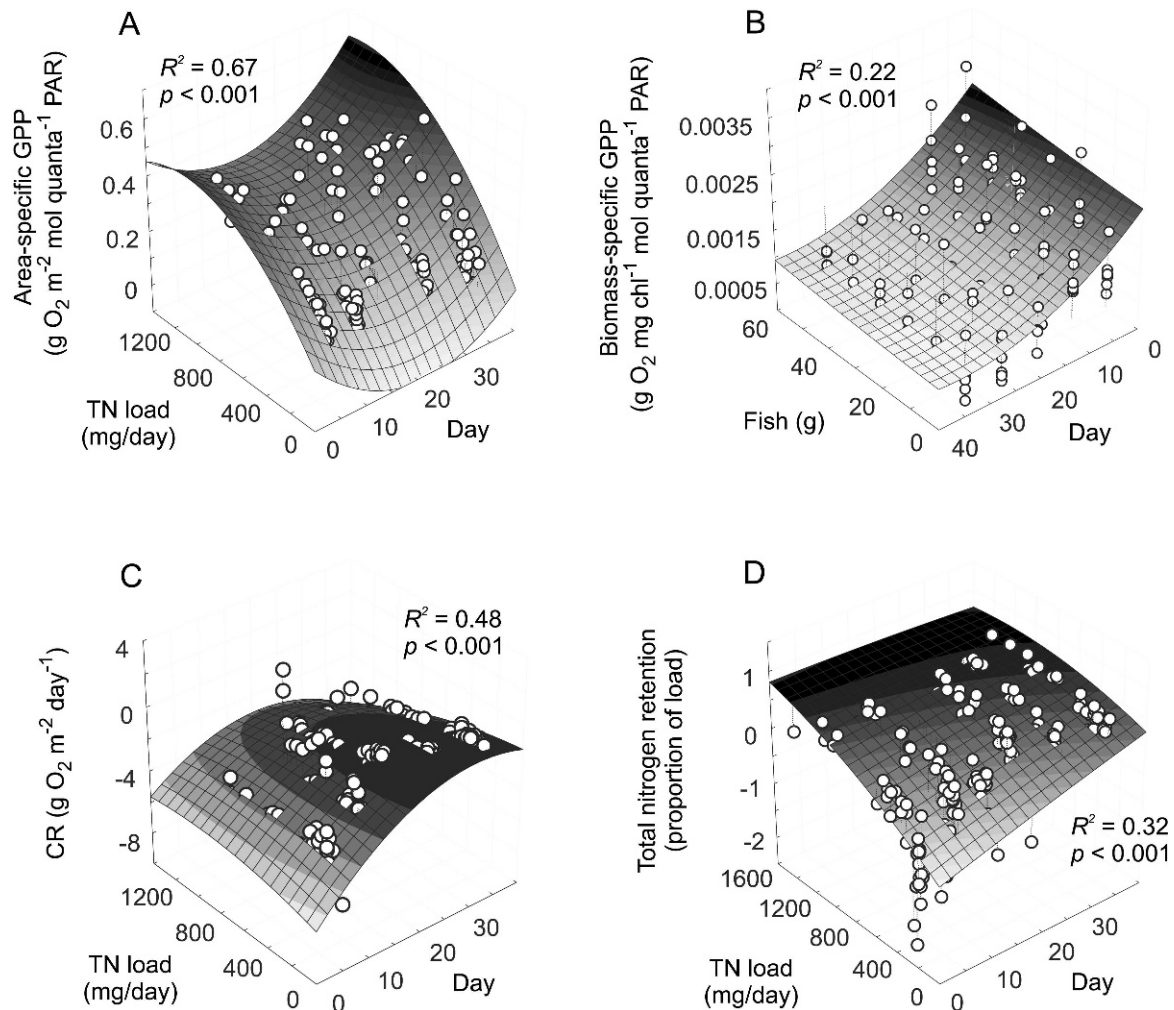 A
R² = 0.67
p < 0.001
Area-specific GPP
(g O₂ m⁻² mol quanta⁻¹ PAR)
0.6
0.4
0.2
0
1200
800
400
0
TN load
(mg/day)
0
10
20
30
Day
B
R² = 0.22
p < 0.001
Biomass-specific GPP
(g O₂ mg chl⁻¹ mol quanta⁻¹ PAR)
0.0035
0.0025
0.0015
0.0005
60
40
20
0
Fish (g)
40
30
20
10
0
Day
C
R² = 0.48
p < 0.001
CR (g O₂ m⁻² day⁻¹)
4
0
-4
-8
1200
800
400
0
TN load
(mg/day)
0
10
20
30
Day
D
R² = 0.32
p < 0.001
Total nitrogen retention
(proportion of load)
1
0
-1
-2
1600
1200
800
400
0
TN load
(mg/day)
0
10
20
30
Day